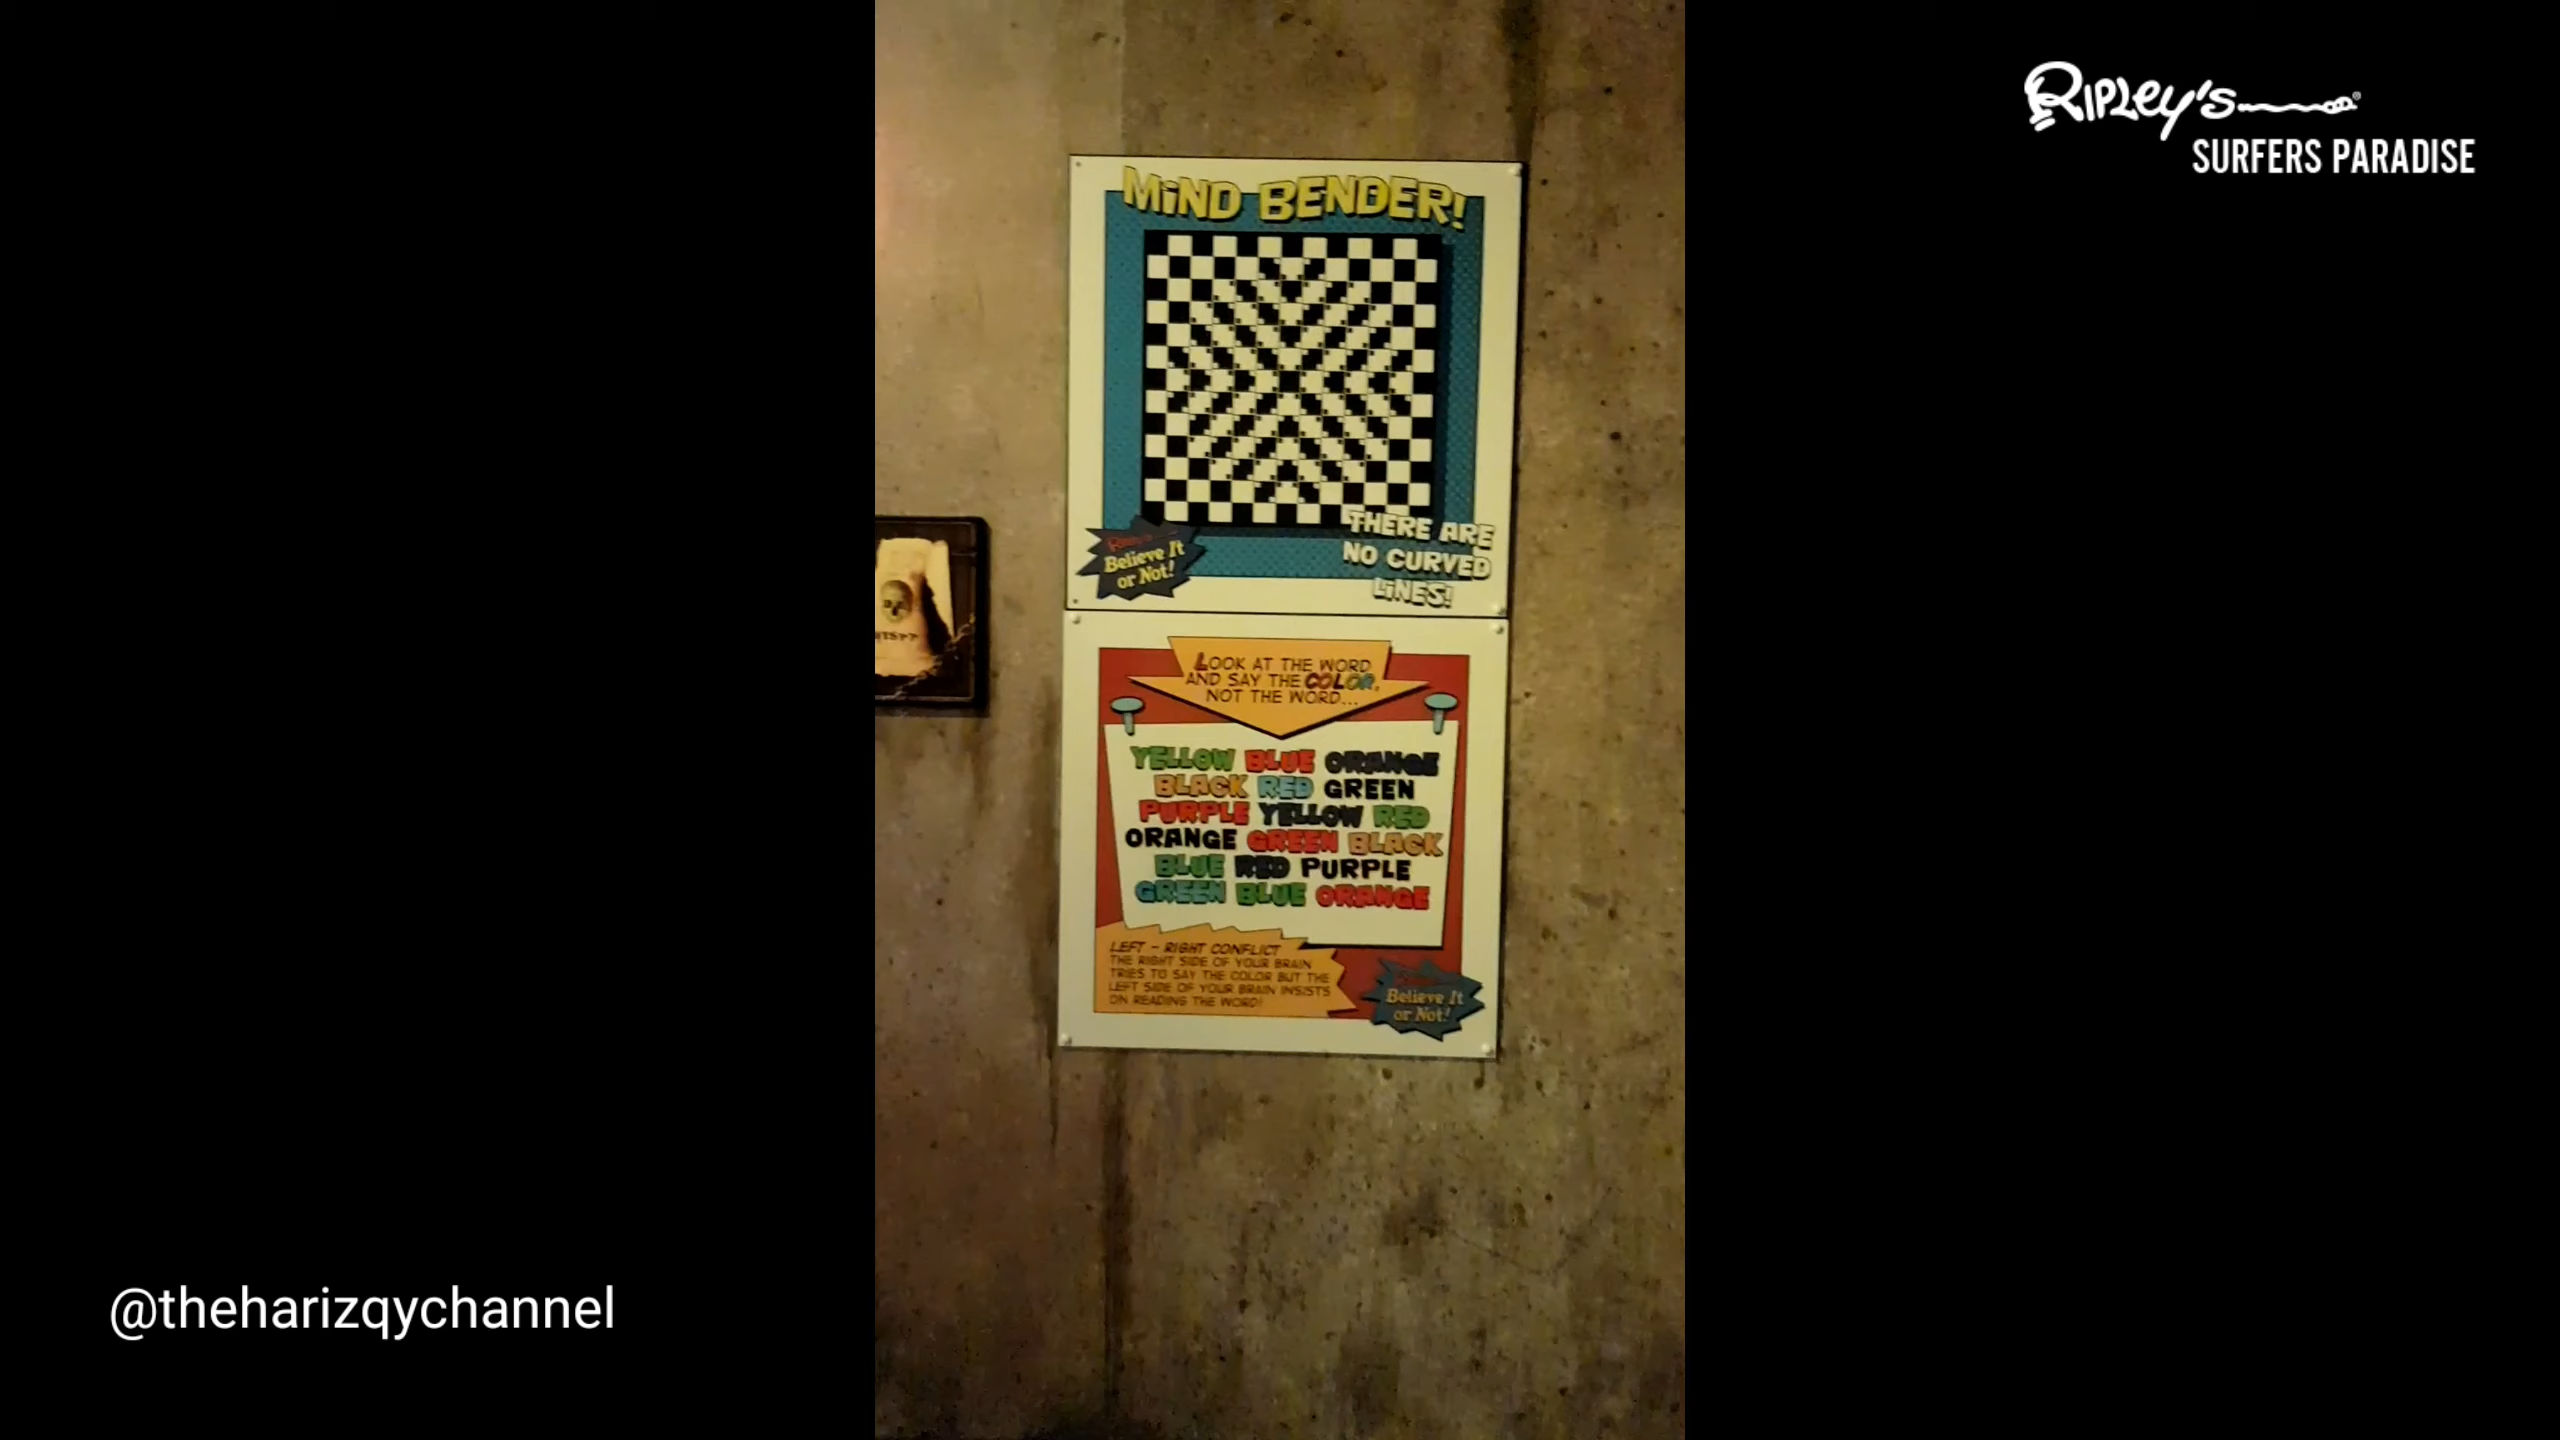 Ripley's
SURFERS PARADISE
MIND BENDER!
THERE ARE
NO CURVED
LINES!
Ripley's
Believe It
or Not!
LOOK AT THE WORD
AND SAY THE COLOR,
NOT THE WORD...
YELLOW BLUE ORANGE
BLACK RED GREEN
PURPLE YELLOW RED
ORANGE GREEN BLACK
BLUE RED PURPLE
GREEN BLUE ORANGE
LEFT - RIGHT CONFLICT
THE RIGHT SIDE OF YOUR BRAIN
TRIES TO SAY THE COLOR BUT THE
LEFT SIDE OF YOUR BRAIN INSISTS
ON READING THE WORD!
Believe It
or Not!
@theharizqychannel